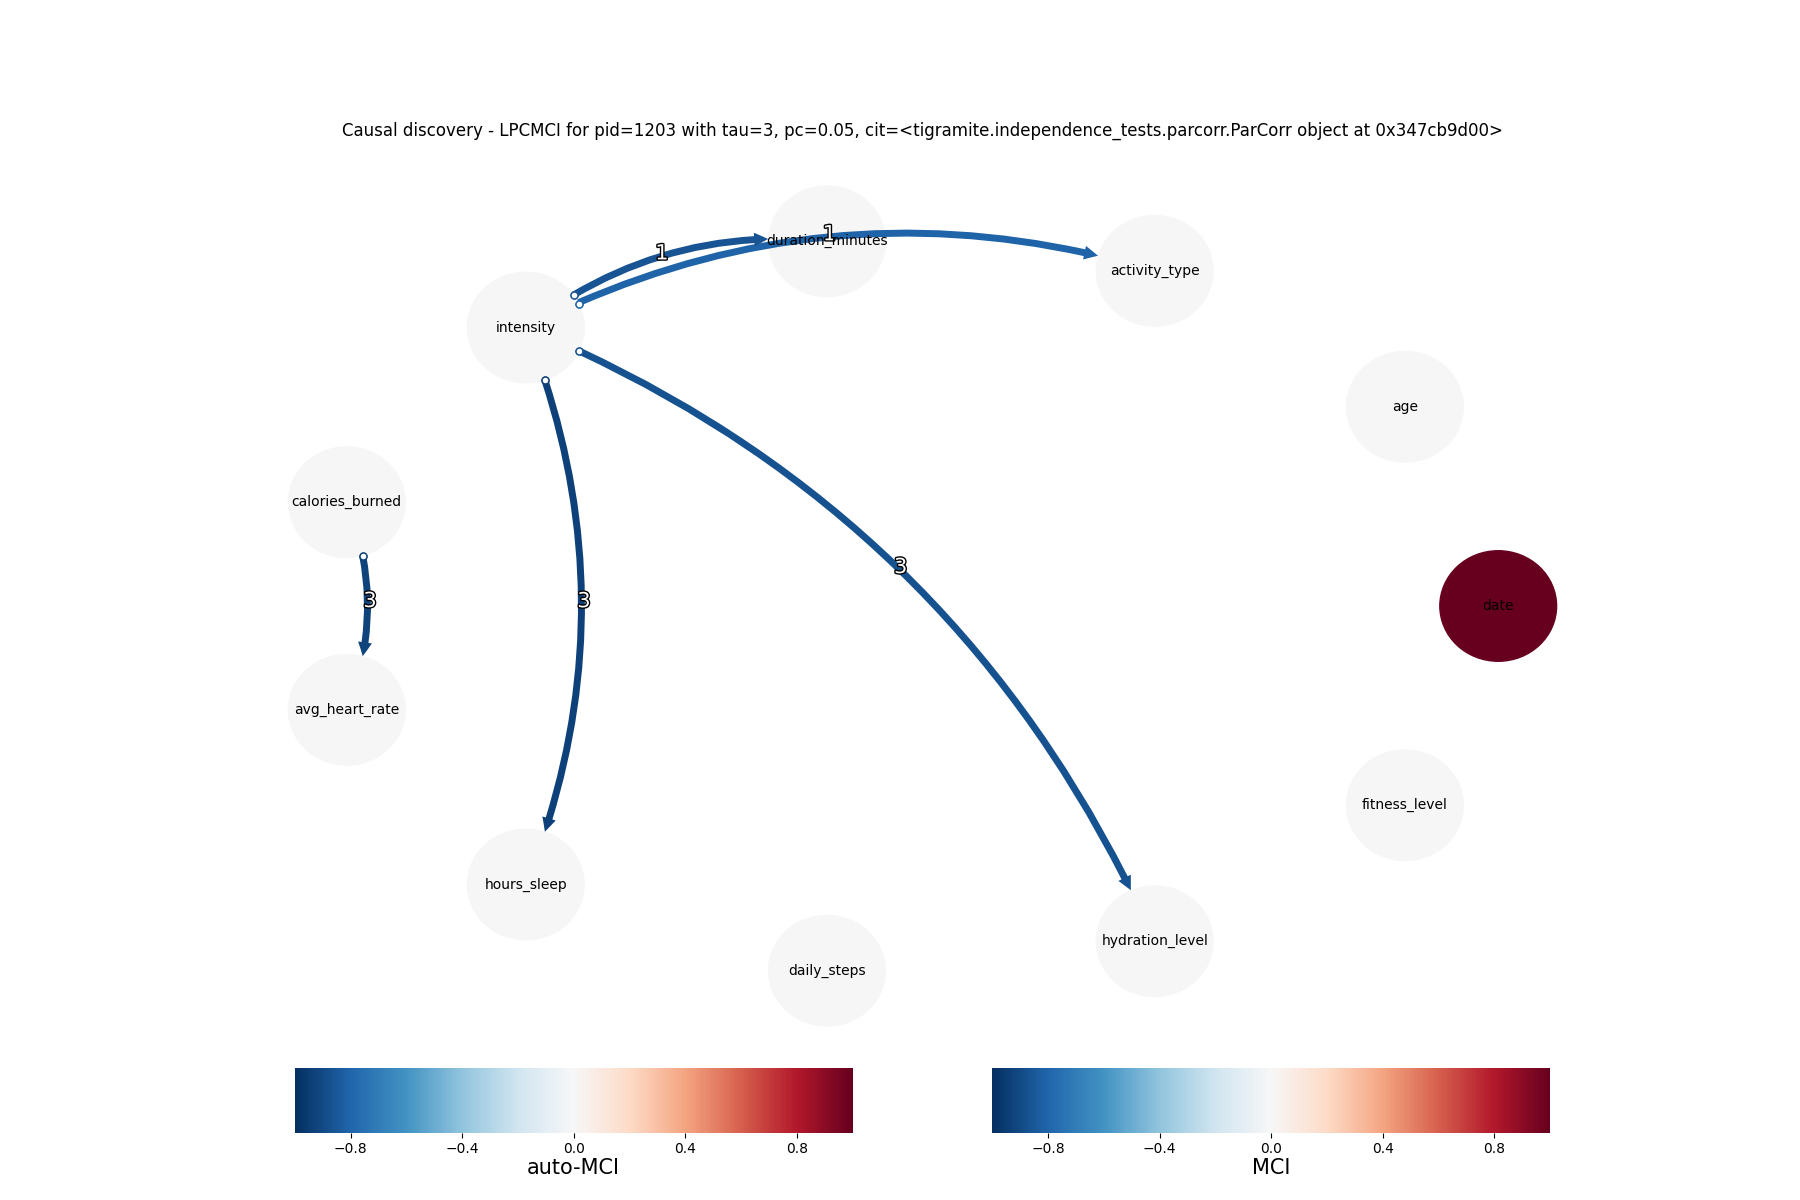 Causal discovery - LPCMCI for pid=1203 with tau=3, pc=0.05, cit=<tigramite.independence_tests.parcorr.ParCorr object at 0x347cb9d00>
1
duration_minutes
1
activity_type
intensity
age
calories_burned
3
date
3
3
avg_heart_rate
fitness_level
hours_sleep
hydration_level
daily_steps
−0.8 −0.4 0.0 0.4 0.8
auto-MCI
−0.8 −0.4 0.0 0.4 0.8
MCI